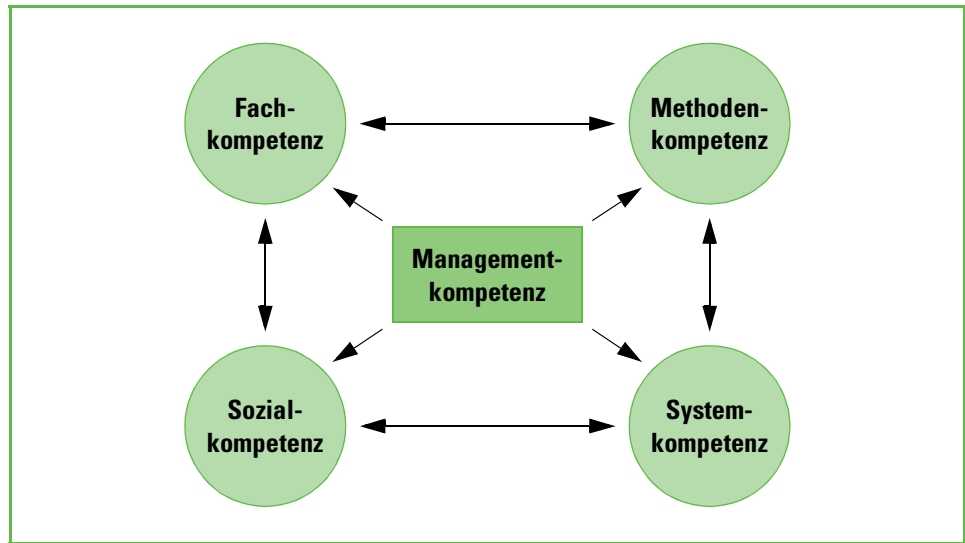 Fach-
kompetenz
Methoden-
kompetenz
Management-
kompetenz
Sozial-
kompetenz
System-
kompetenz